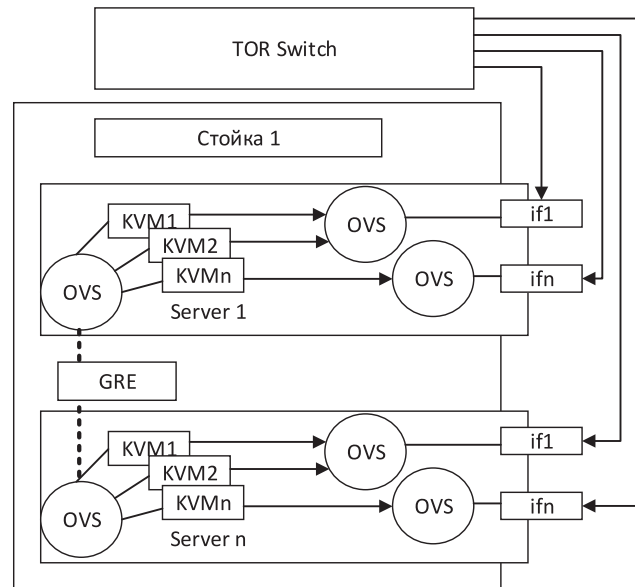 TOR Switch
Стойка 1
KVM1
OVS
if1
KVM2
KVMn
OVS
ifn
OVS
Server 1
GRE
KVM1
OVS
if1
KVM2
KVMn
OVS
ifn
OVS
Server n